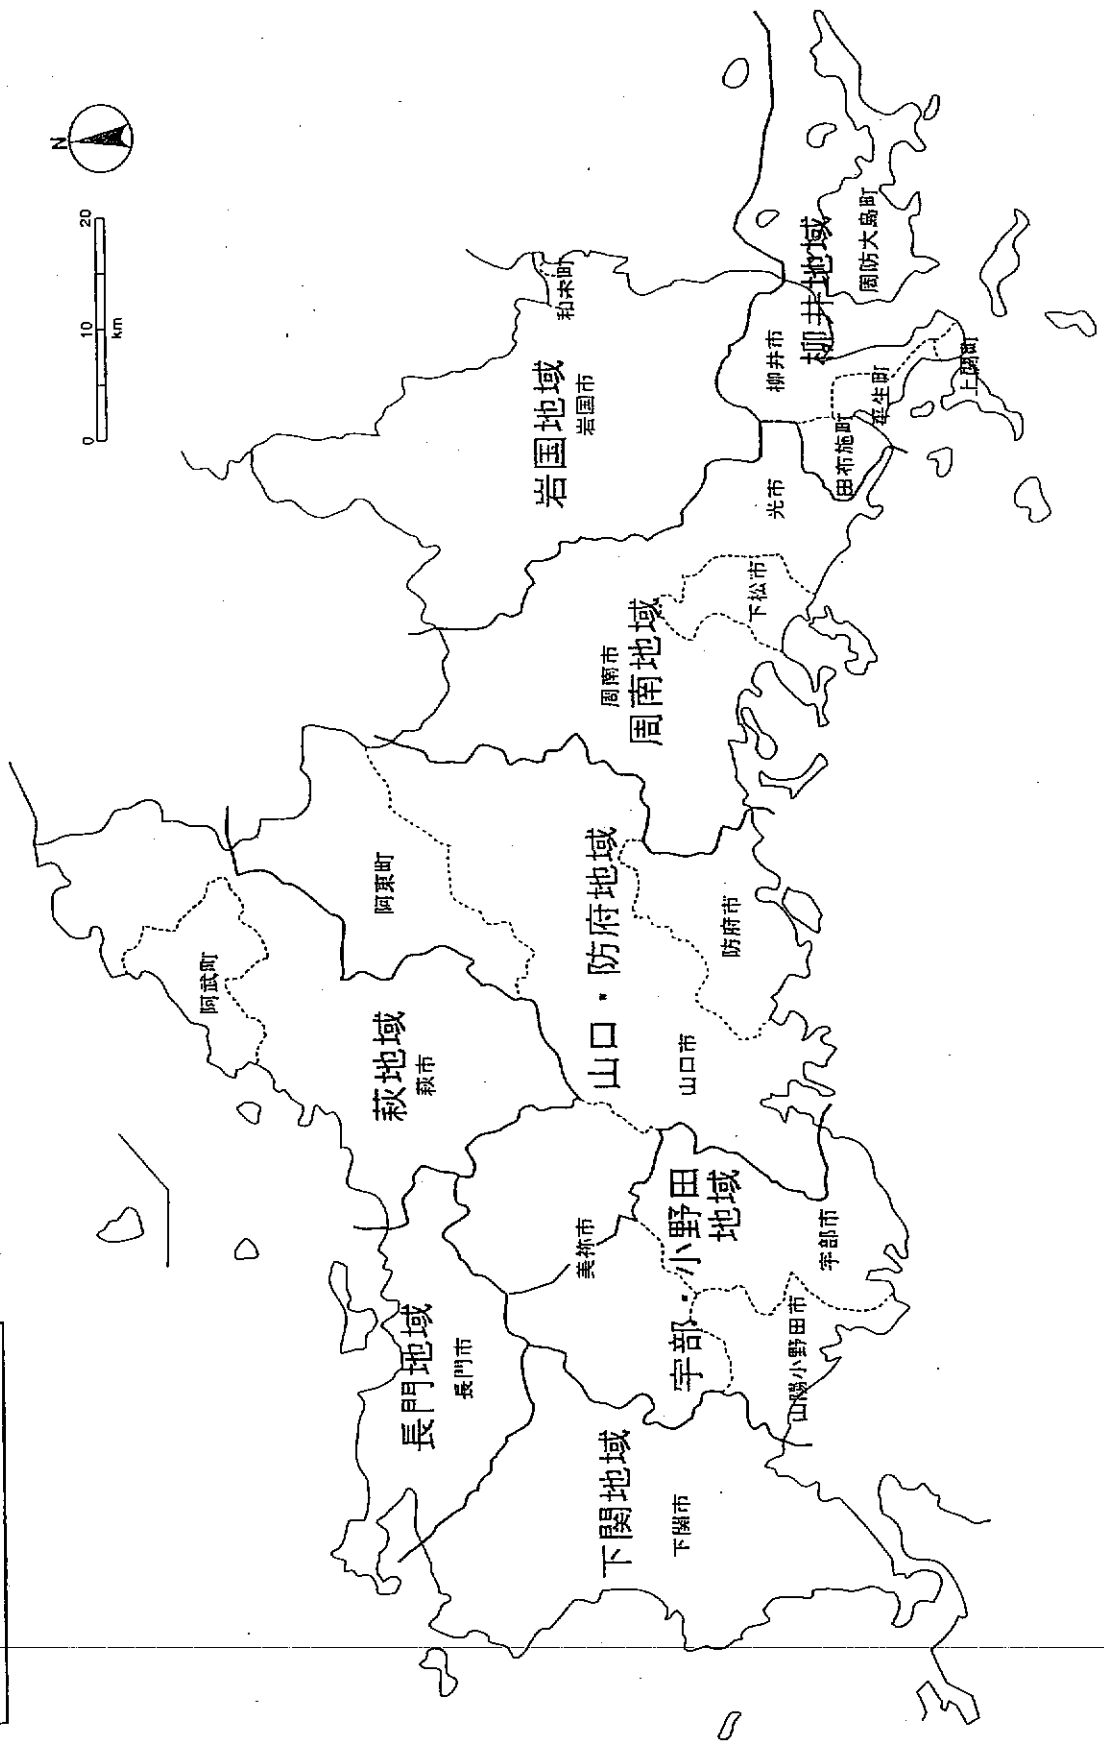 N
0 10 20
km
阿武町
萩地域
萩市
阿東町
長門地域
長門市
美祢市
下関地域
下関市
宇部・小野田
地域
山陽小野田市
宇部市
山口・防府地域
山口市
防府市
周南市
周南地域
下松市
光市
岩国地域
岩国市
和木町
柳井地域
柳井市
周防大島町
田布施町
平生町
上関町